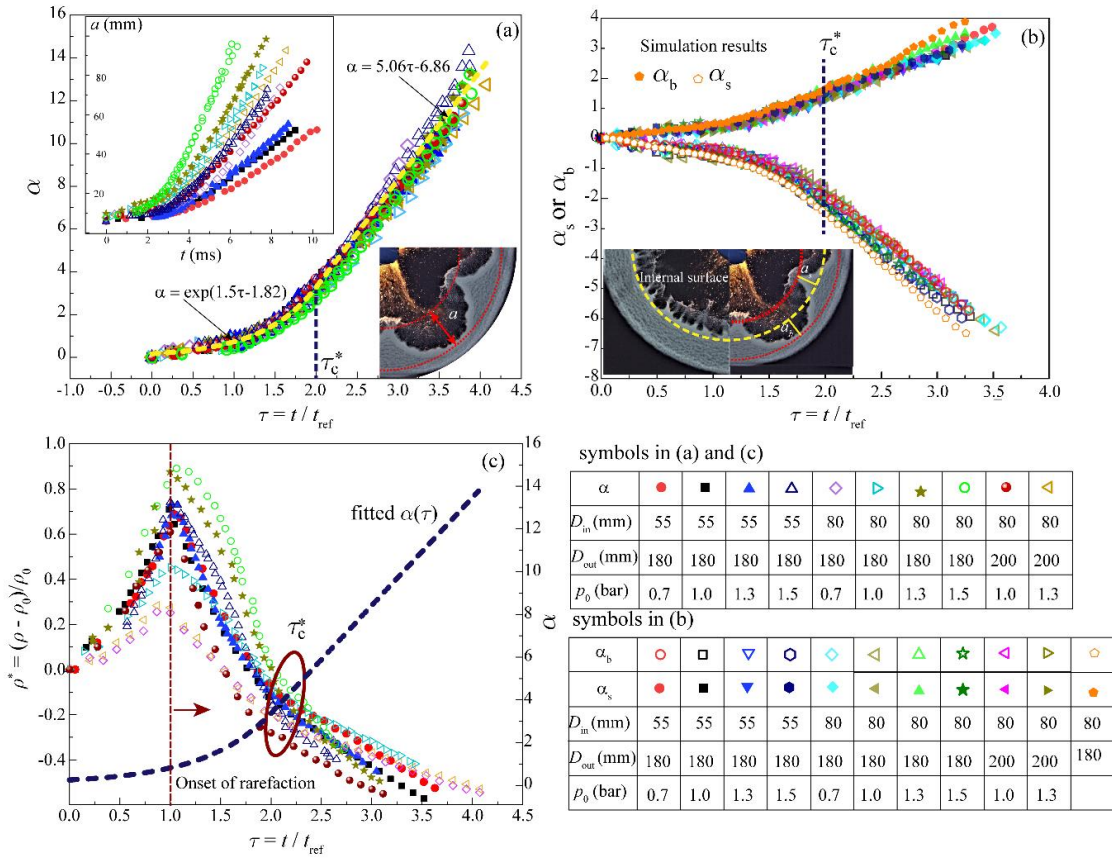 16
14
12
10
8
6
4
2
0
α
a (mm)
80
60
40
20
0 2 4 6 8 10
t (ms)
(a)
α = 5.06τ-6.86
α = exp(1.5τ-1.82)
τc*
a
-1.0 -0.5 0.0 0.5 1.0 1.5 2.0 2.5 3.0 3.5 4.0 4.5
τ = t / tref
4
3
2
1
0
-1
-2
-3
-4
-5
-6
-7
-8
αs or αb
(b)
Simulation results
αb αs
τc*
Internal surface
0.0 0.5 1.0 1.5 2.0 2.5 3.0 3.5 4.0
τ = t / tref
1.0
0.8
0.6
0.4
0.2
0.0
-0.2
-0.4
ρ* = (ρ - ρ0)/ρ0
(c)
fitted α(τ)
τc*
Onset of rarefaction
16
14
12
10
8
6
4
2
0
α
0.0 0.5 1.0 1.5 2.0 2.5 3.0 3.5 4.0 4.5
τ = t / tref
symbols in (a) and (c)
α
Din (mm) 55 55 55 55 80 80 80 80 80 80
Dout (mm) 180 180 180 180 180 180 180 180 200 200
p0 (bar) 0.7 1.0 1.3 1.5 0.7 1.0 1.3 1.5 1.0 1.3
symbols in (b)
αb
αs
Din (mm) 55 55 55 55 80 80 80 80 80 80 80
Dout (mm) 180 180 180 180 180 180 180 180 200 200 180
p0 (bar) 0.7 1.0 1.3 1.5 0.7 1.0 1.3 1.5 1.0 1.3